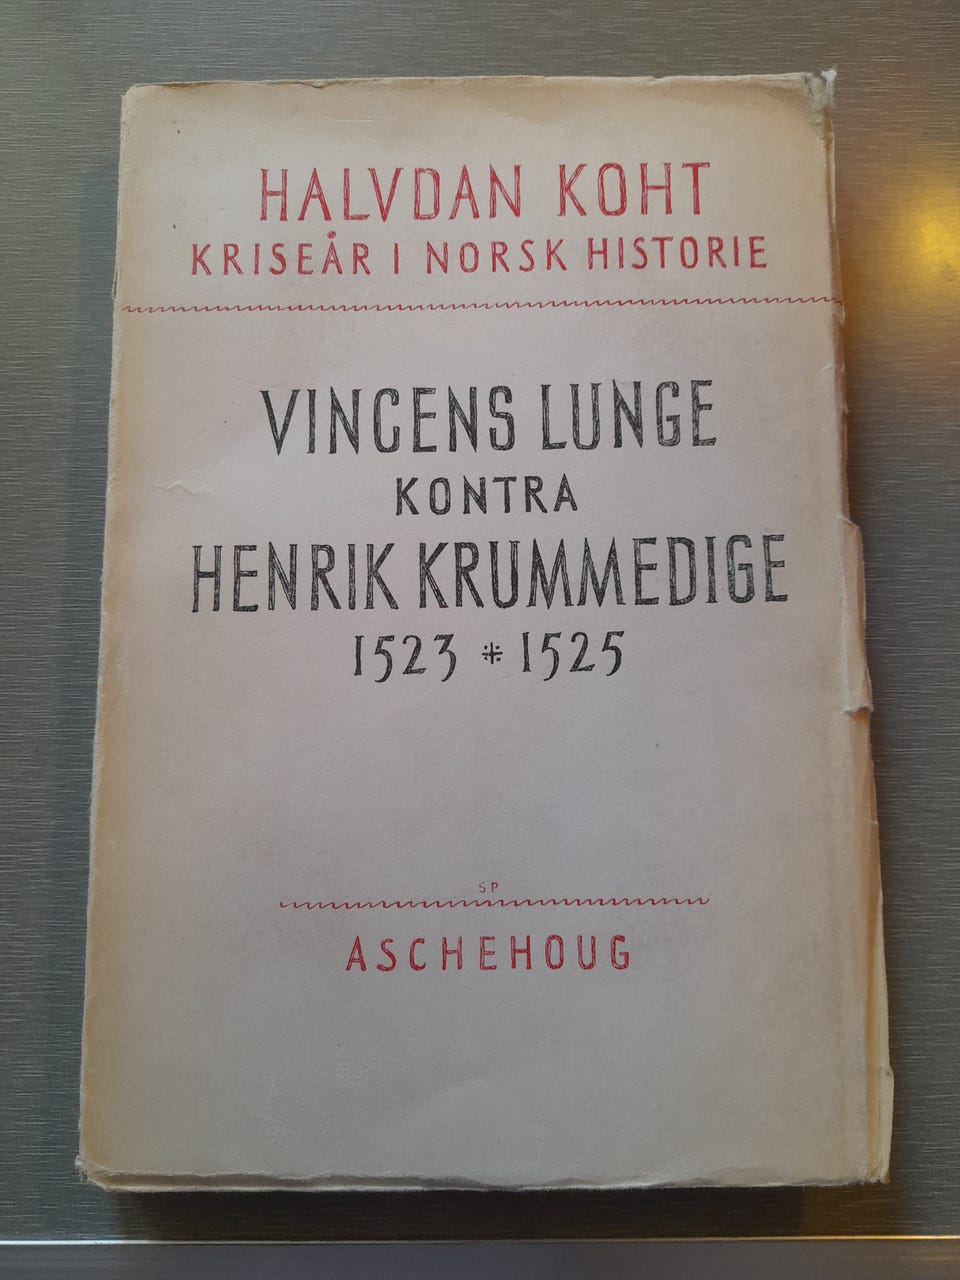 HALVDAN KOHT
KRISEÅR I NORSK HISTORIE
VINCENS LUNGE
KONTRA
HENRIK KRUMMEDIGE
1523 ⁜ 1525
SP
ASCHEHOUG